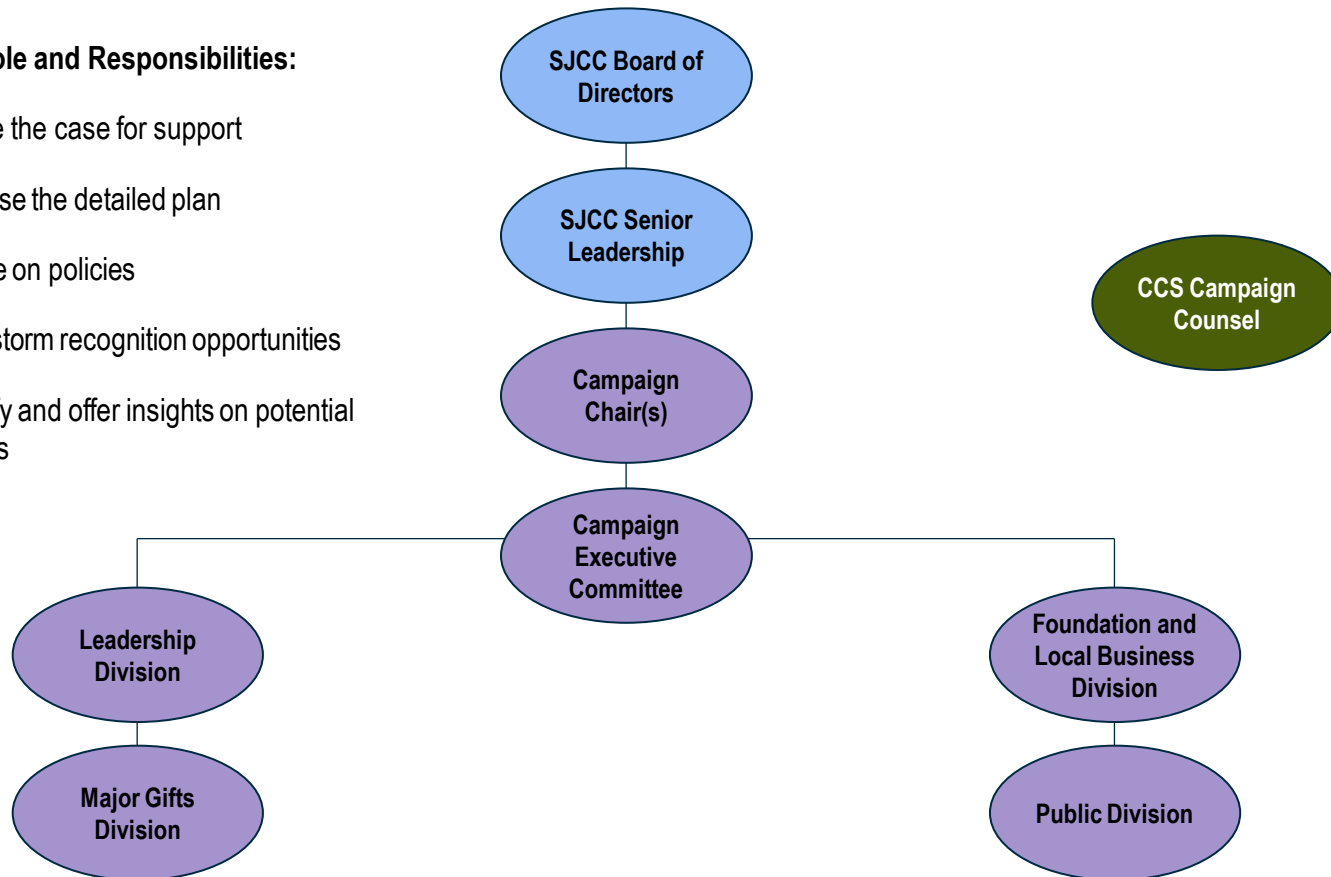 ole and Responsibilities:
e the case for support
se the detailed plan
e on policies
storm recognition opportunities
y and offer insights on potential
s
SJCC Board of
Directors
SJCC Senior
Leadership
CCS Campaign
Counsel
Campaign
Chair(s)
Campaign
Executive
Committee
Leadership
Division
Foundation and
Local Business
Division
Major Gifts
Division
Public Division